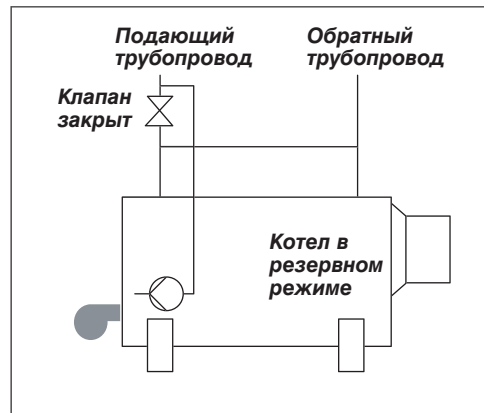 Подающий
трубопровод
Обратный
трубопровод
Клапан
закрыт
Котел в
резервном
режиме